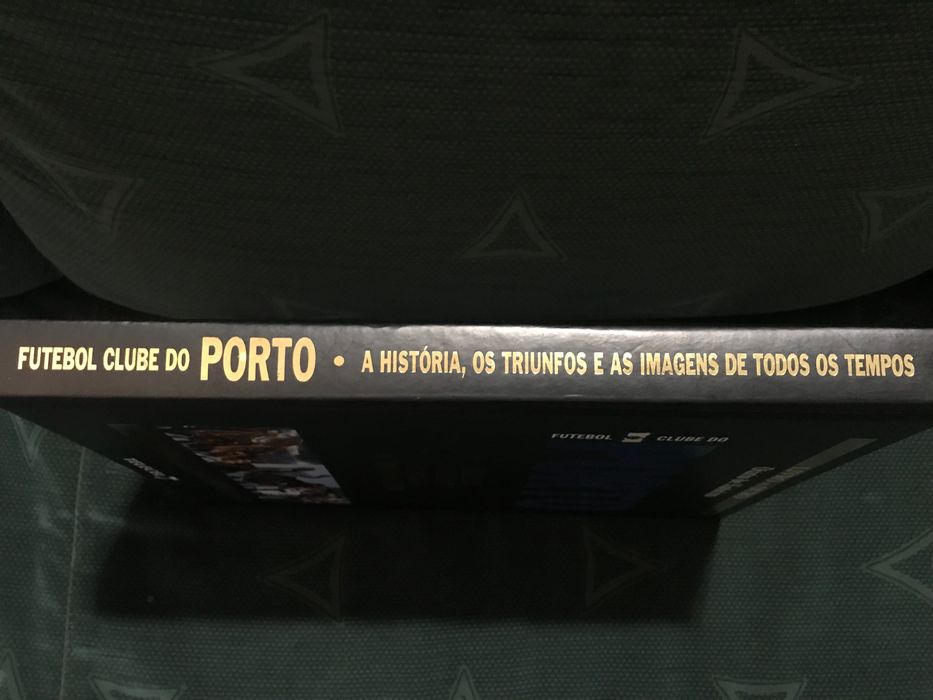 FUTEBOL CLUBE DO PORTO • A HISTÓRIA, OS TRIUNFOS E AS IMAGENS DE TODOS OS TEMPOS
FUTEBOL CLUBE DO